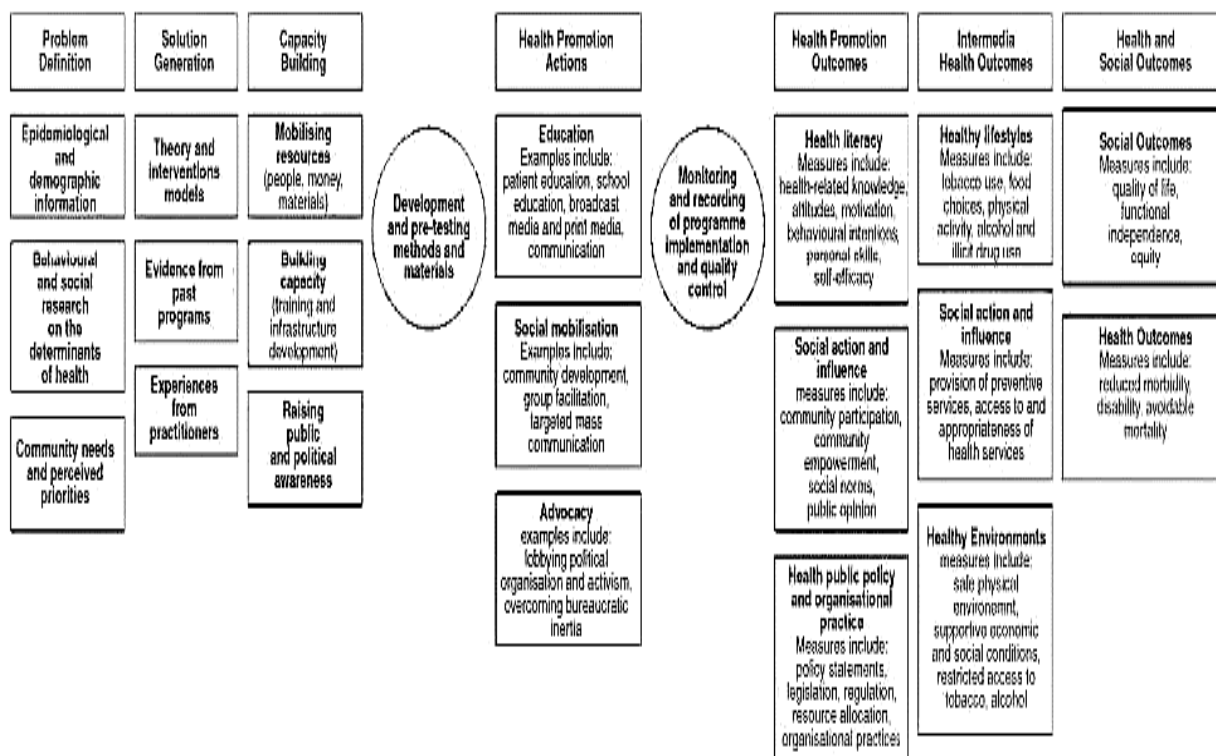 Problem
Definition
Solution
Generation
Capacity
Building
Health Promotion
Actions
Health Promotion
Outcomes
Intermedia
Health Outcomes
Health and
Social Outcomes
Epidemiological
and
demographic
information
Behavioural
and social
research
on the
determinants
of health
Community needs
and perceived
priorities
Theory and
interventions
models
Evidence from
past
programs
Experiences
from
practitioners
Mobilising
resources
(people, money,
materials)
Building
capacity
(training and
infrastructure
development)
Raising
public
and political
awareness
Development
and pre-testing
methods and
materials
Education
Examples include:
patient education, school
education, broadcast
media and print media,
communication
Social mobilisation
Examples include:
community development,
group facilitation,
targeted mass
communication
Advocacy
examples include:
lobbying political
organisation and activism,
overcoming bureaucratic
inertia
Monitoring
and recording
of programme
implementation
and quality
control
Health literacy
Measures include:
health-related knowledge,
attitudes, motivation,
behavioural intentions,
personal skills,
self-efficacy
Social action and
influence
measures include:
community participation,
community
empowerment,
social norms,
public opinion
Health public policy
and organisational
practice
Measures include:
policy statements,
legislation, regulation,
resource allocation,
organisational practices
Healthy lifestyles
Measures include:
tobacco use, food
choices, physical
activity, alcohol and
illicit drug use
Social action and
influence
Measures include:
provision of preventive
services, access to and
appropriateness of
health services
Healthy Environments
measures include:
safe physical
environemnt,
supportive economic
and social conditions,
restricted access to
tobacco, alcohol
Social Outcomes
Measures include:
quality of life,
functional
independence,
equity
Health Outcomes
Measures include:
reduced morbidity,
disability, avoidable
mortality